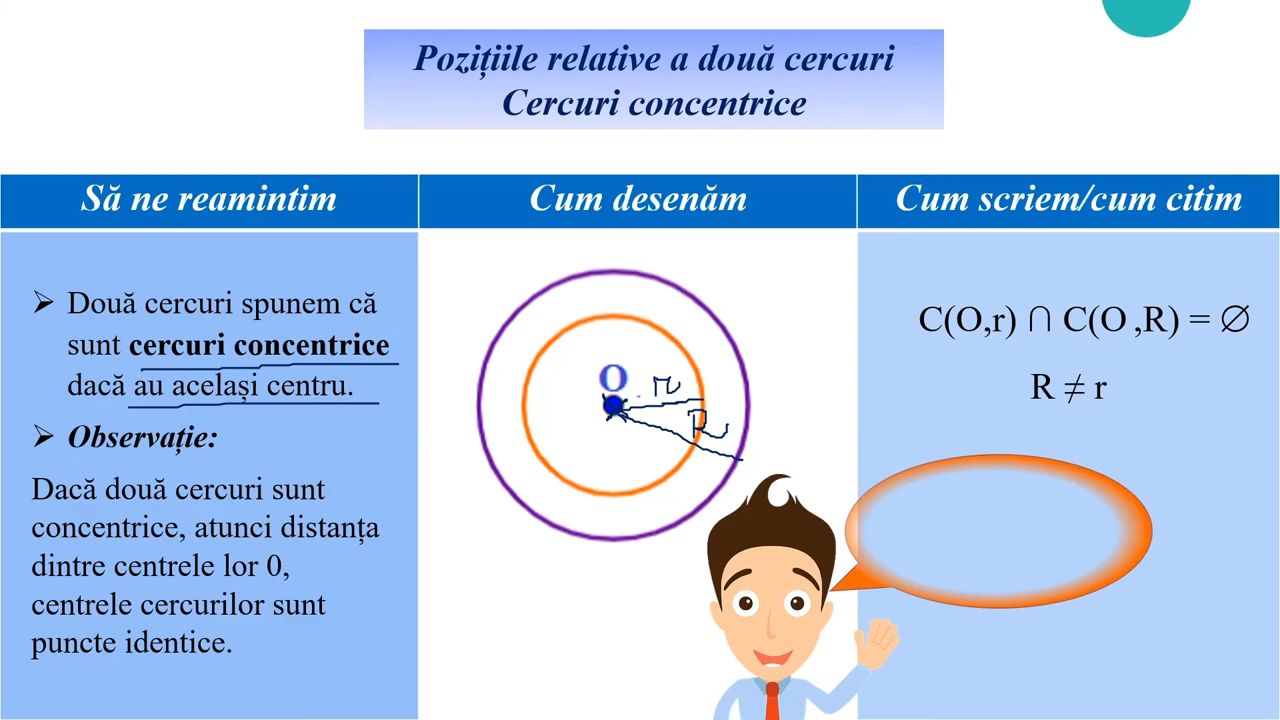 Pozițiile relative a două cercuri
Cercuri concentrice
Să ne reamintim
Cum desenăm
Cum scriem/cum citim
⮚ Două cercuri spunem că
sunt cercuri concentrice
dacă au același centru.
⮚ Observație:
Dacă două cercuri sunt
concentrice, atunci distanța
dintre centrele lor 0,
centrele cercurilor sunt
puncte identice.
O
r
R
C(O,r) ∩ C(O ,R) = ∅
R ≠ r